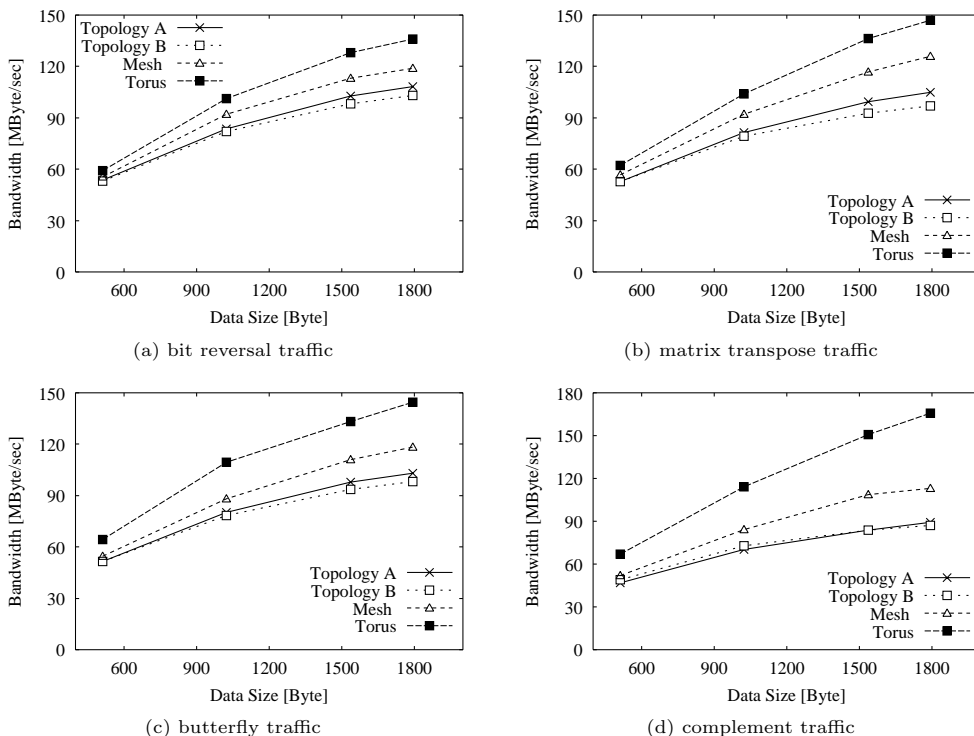 150
120
90
60
30
0
Bandwidth [MByte/sec]
Topology A
Topology B
Mesh
Torus
600 900 1200 1500 1800
Data Size [Byte]
(a) bit reversal traffic
150
120
90
60
30
0
Bandwidth [MByte/sec]
Topology A
Topology B
Mesh
Torus
600 900 1200 1500 1800
Data Size [Byte]
(b) matrix transpose traffic
150
120
90
60
30
0
Bandwidth [MByte/sec]
Topology A
Topology B
Mesh
Torus
600 900 1200 1500 1800
Data Size [Byte]
(c) butterfly traffic
180
150
120
90
60
30
0
Bandwidth [MByte/sec]
Topology A
Topology B
Mesh
Torus
600 900 1200 1500 1800
Data Size [Byte]
(d) complement traffic